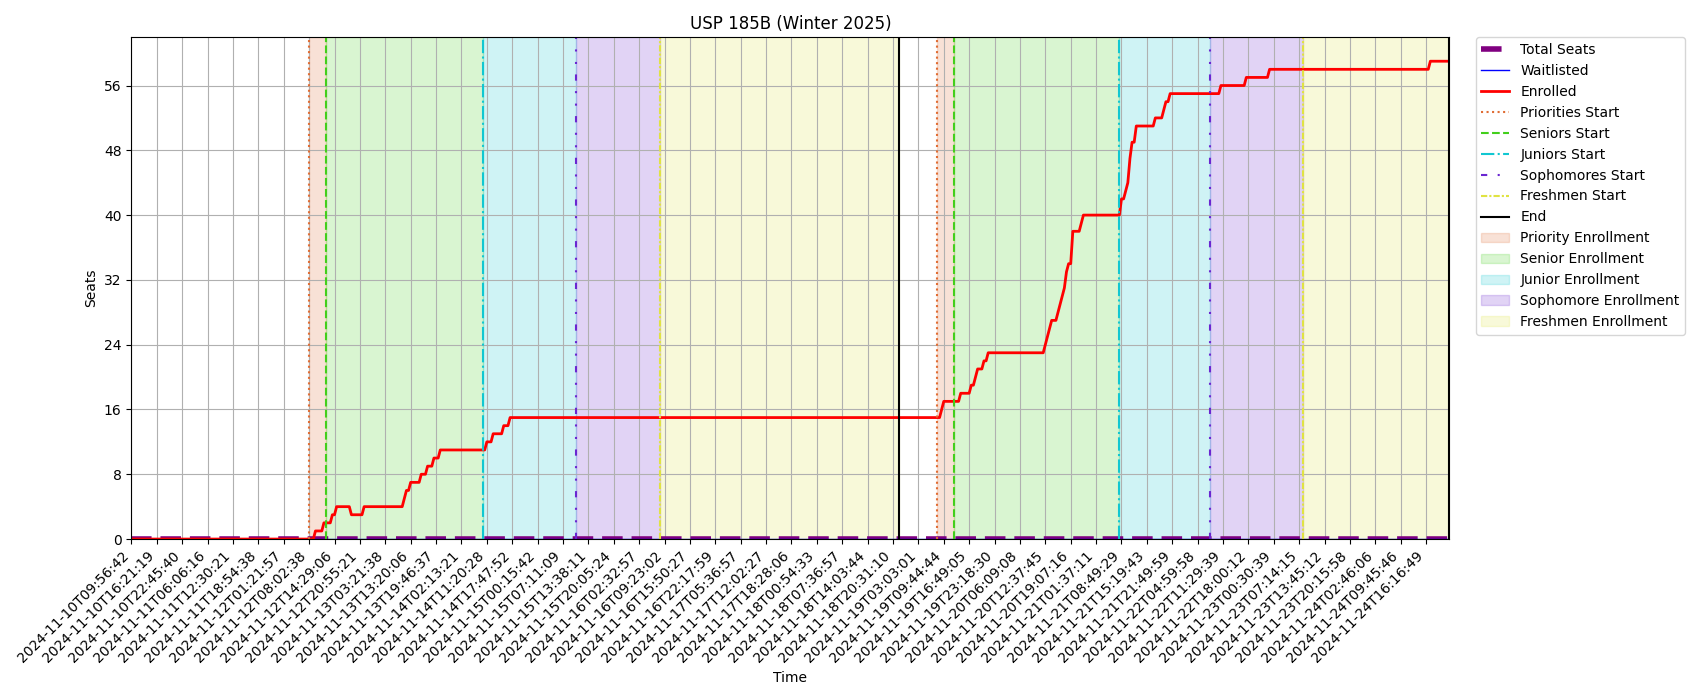 USP 185B (Winter 2025)
Seats
56
48
40
32
24
16
8
0
2024-11-10T09:56:42
2024-11-10T16:21:19
2024-11-10T22:45:40
2024-11-11T06:06:16
2024-11-11T12:30:21
2024-11-11T18:54:38
2024-11-12T01:21:57
2024-11-12T08:02:38
2024-11-12T14:29:06
2024-11-12T20:55:21
2024-11-13T03:21:38
2024-11-13T13:20:06
2024-11-13T19:46:37
2024-11-14T02:13:21
2024-11-14T11:20:28
2024-11-14T17:47:52
2024-11-15T00:15:42
2024-11-15T07:11:09
2024-11-15T13:38:11
2024-11-15T20:05:24
2024-11-16T02:32:57
2024-11-16T09:23:02
2024-11-16T15:50:27
2024-11-16T22:17:59
2024-11-17T05:36:57
2024-11-17T12:02:27
2024-11-17T18:28:06
2024-11-18T00:54:33
2024-11-18T07:36:57
2024-11-18T14:03:44
2024-11-18T20:31:10
2024-11-19T03:03:01
2024-11-19T09:44:44
2024-11-19T16:49:05
2024-11-19T23:18:30
2024-11-20T06:09:08
2024-11-20T12:37:45
2024-11-20T19:07:16
2024-11-21T01:37:11
2024-11-21T08:49:29
2024-11-21T15:19:43
2024-11-21T21:49:59
2024-11-22T04:59:58
2024-11-22T11:29:39
2024-11-22T18:00:12
2024-11-23T00:30:39
2024-11-23T07:14:15
2024-11-23T13:45:12
2024-11-23T20:15:58
2024-11-24T02:46:06
2024-11-24T09:45:46
2024-11-24T16:16:49
Time
Total Seats
Waitlisted
Enrolled
Priorities Start
Seniors Start
Juniors Start
Sophomores Start
Freshmen Start
End
Priority Enrollment
Senior Enrollment
Junior Enrollment
Sophomore Enrollment
Freshmen Enrollment